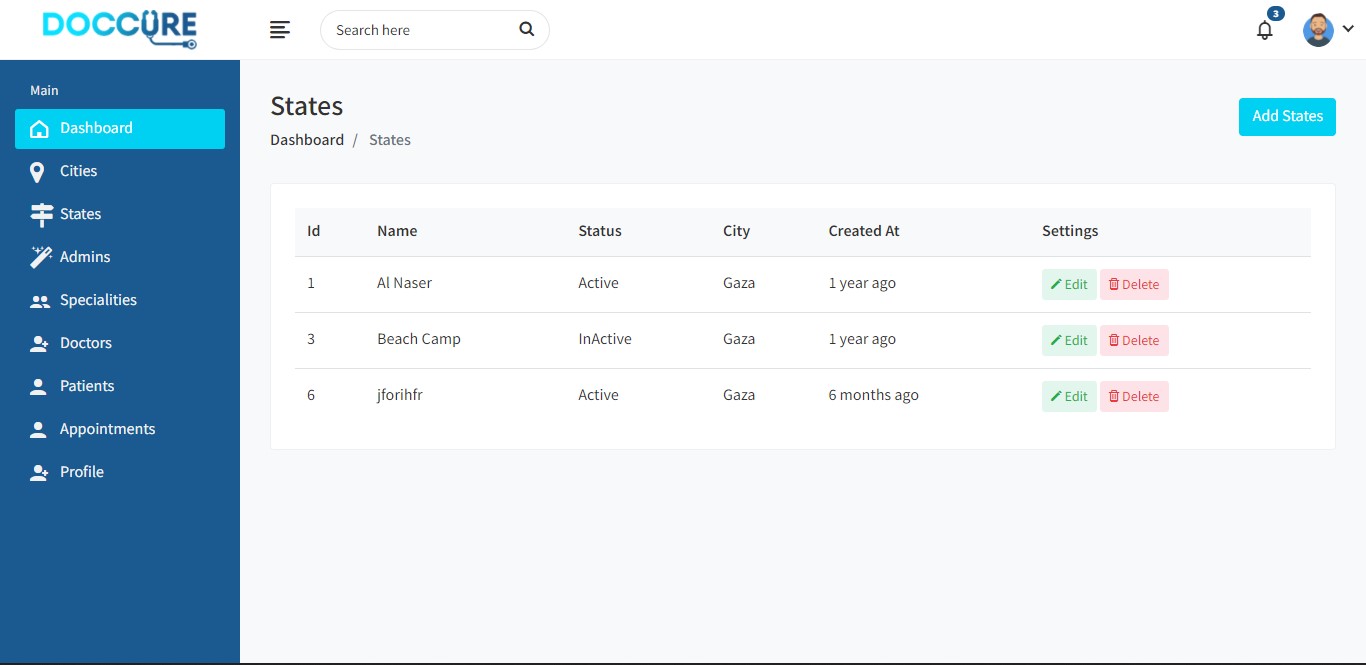 DOCCURE
Search here
3
Main
Dashboard
Cities
States
Admins
Specialities
Doctors
Patients
Appointments
Profile
States
Dashboard / States
Add States
Id Name Status City Created At Settings
1 Al Naser Active Gaza 1 year ago Edit Delete
3 Beach Camp InActive Gaza 1 year ago Edit Delete
6 jforihfr Active Gaza 6 months ago Edit Delete